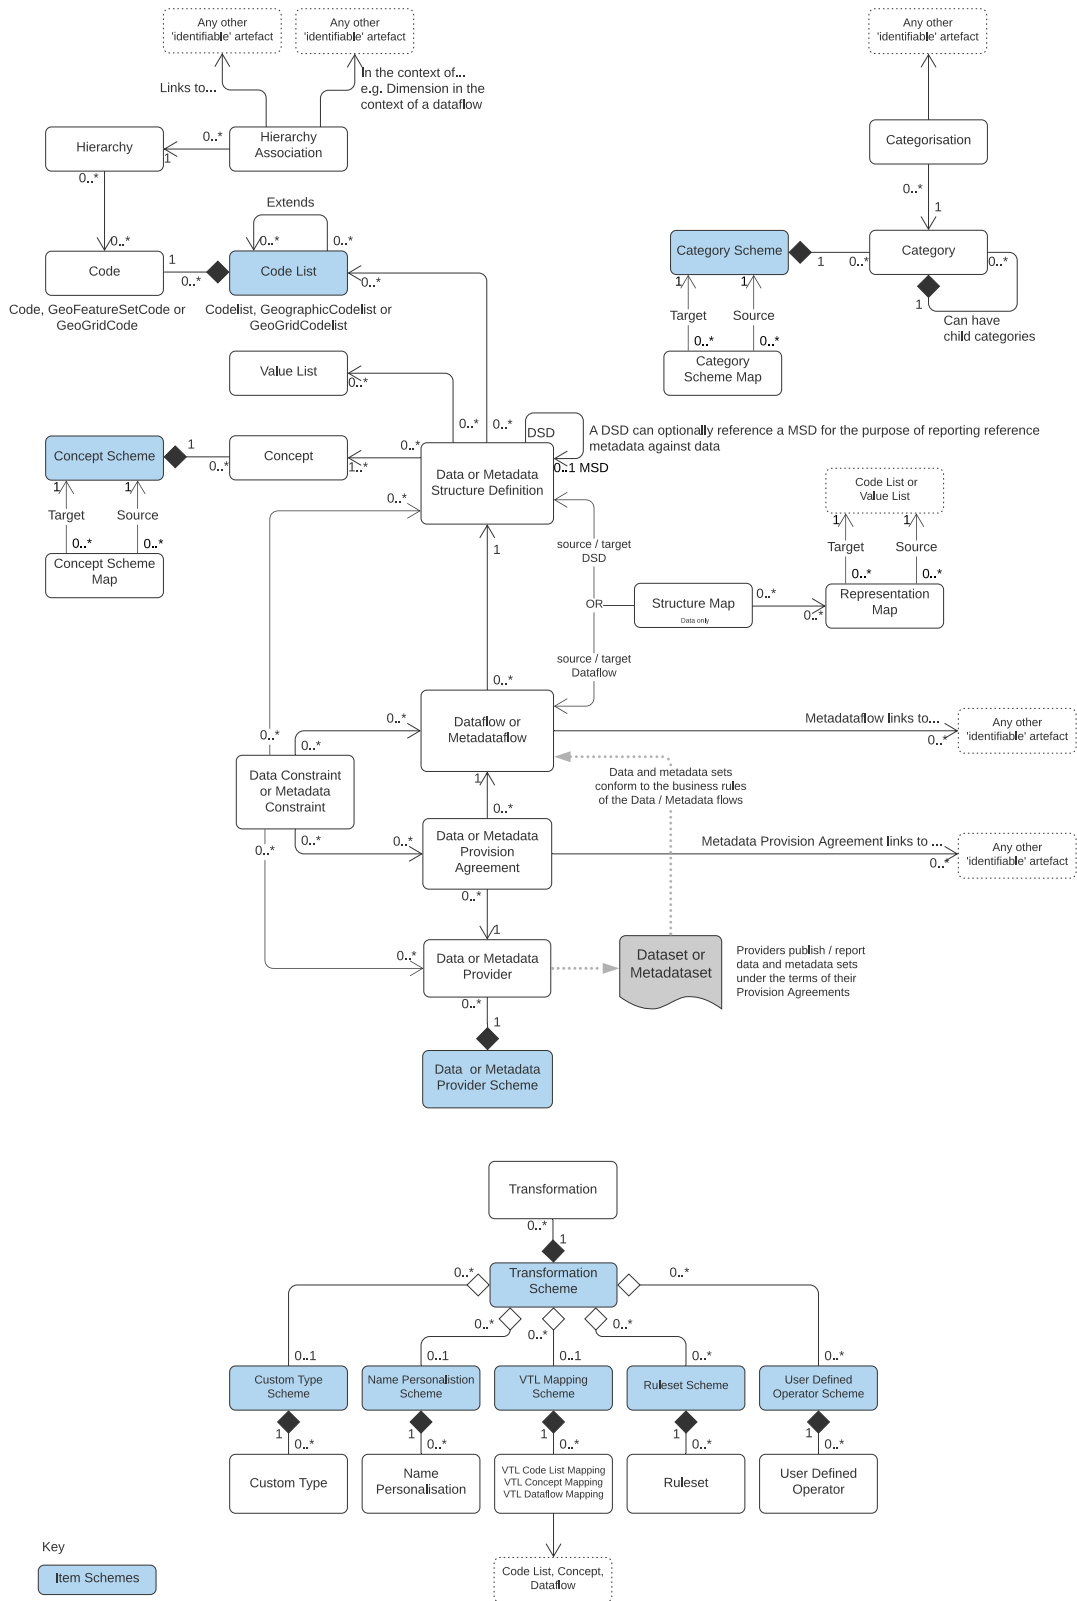 Any other
'identifiable' artefact
Any other
'identifiable' artefact
Any other
'identifiable' artefact
Links to...
In the context of...
e.g. Dimension in the
context of a dataflow
Hierarchy
1
0..*
0..*
Hierarchy
Association
Categorisation
0..*
1
0..*
Extends
0..*
0..*
Code
1
0..*
Code List
0..*
Code, GeoFeatureSetCode or
GeoGridCode
Codelist, GeographicCodelist or
GeoGridCodelist
Category Scheme
1
0..*
Category
0..*
1
Can have
child categories
1
1
Target
Source
0..*
0..*
Category
Scheme Map
Value List
0..*
0..*
0..*
DSD
0..1 MSD
A DSD can optionally reference a MSD for the purpose of reporting reference
metadata against data
Concept Scheme
1
0..*
Concept
1..*
0..*
Data or Metadata
Structure Definition
0..*
1
1
Target
Source
0..*
0..*
Concept Scheme
Map
Code List or
Value List
1
1
Target
Source
0..*
0..*
1
source / target
DSD
OR
Structure Map
Data only
0..*
0..*
Representation
Map
source / target
Dataflow
0..*
0..*
Dataflow or
Metadataflow
Metadataflow links to...
0..*
Any other
'identifiable' artefact
0..*
0..*
Data Constraint
or Metadata
Constraint
0..*
0..*
1
0..*
Data and metadata sets
conform to the business rules
of the Data / Metadata flows
0..*
Data or Metadata
Provision
Agreement
Metadata Provision Agreement links to ...
0..*
Any other
'identifiable' artefact
0..*
1
0..*
Data or Metadata
Provider
Dataset or
Metadataset
Providers publish / report
data and metadata sets
under the terms of their
Provision Agreements
0..*
1
Data  or Metadata
Provider Scheme
Transformation
0..*
1
Transformation
Scheme
0..*
0..*
0..*
0..*
0..*
0..1
0..1
0..1
0..*
0..*
Custom Type
Scheme
Name Personalistion
Scheme
VTL Mapping
Scheme
Ruleset Scheme
User Defined
Operator Scheme
1
0..*
1
0..*
1
0..*
1
0..*
1
0..*
Custom Type
Name
Personalisation
VTL Code List Mapping
VTL Concept Mapping
VTL Dataflow Mapping
Ruleset
User Defined
Operator
Code List, Concept,
Dataflow
Key
Item Schemes